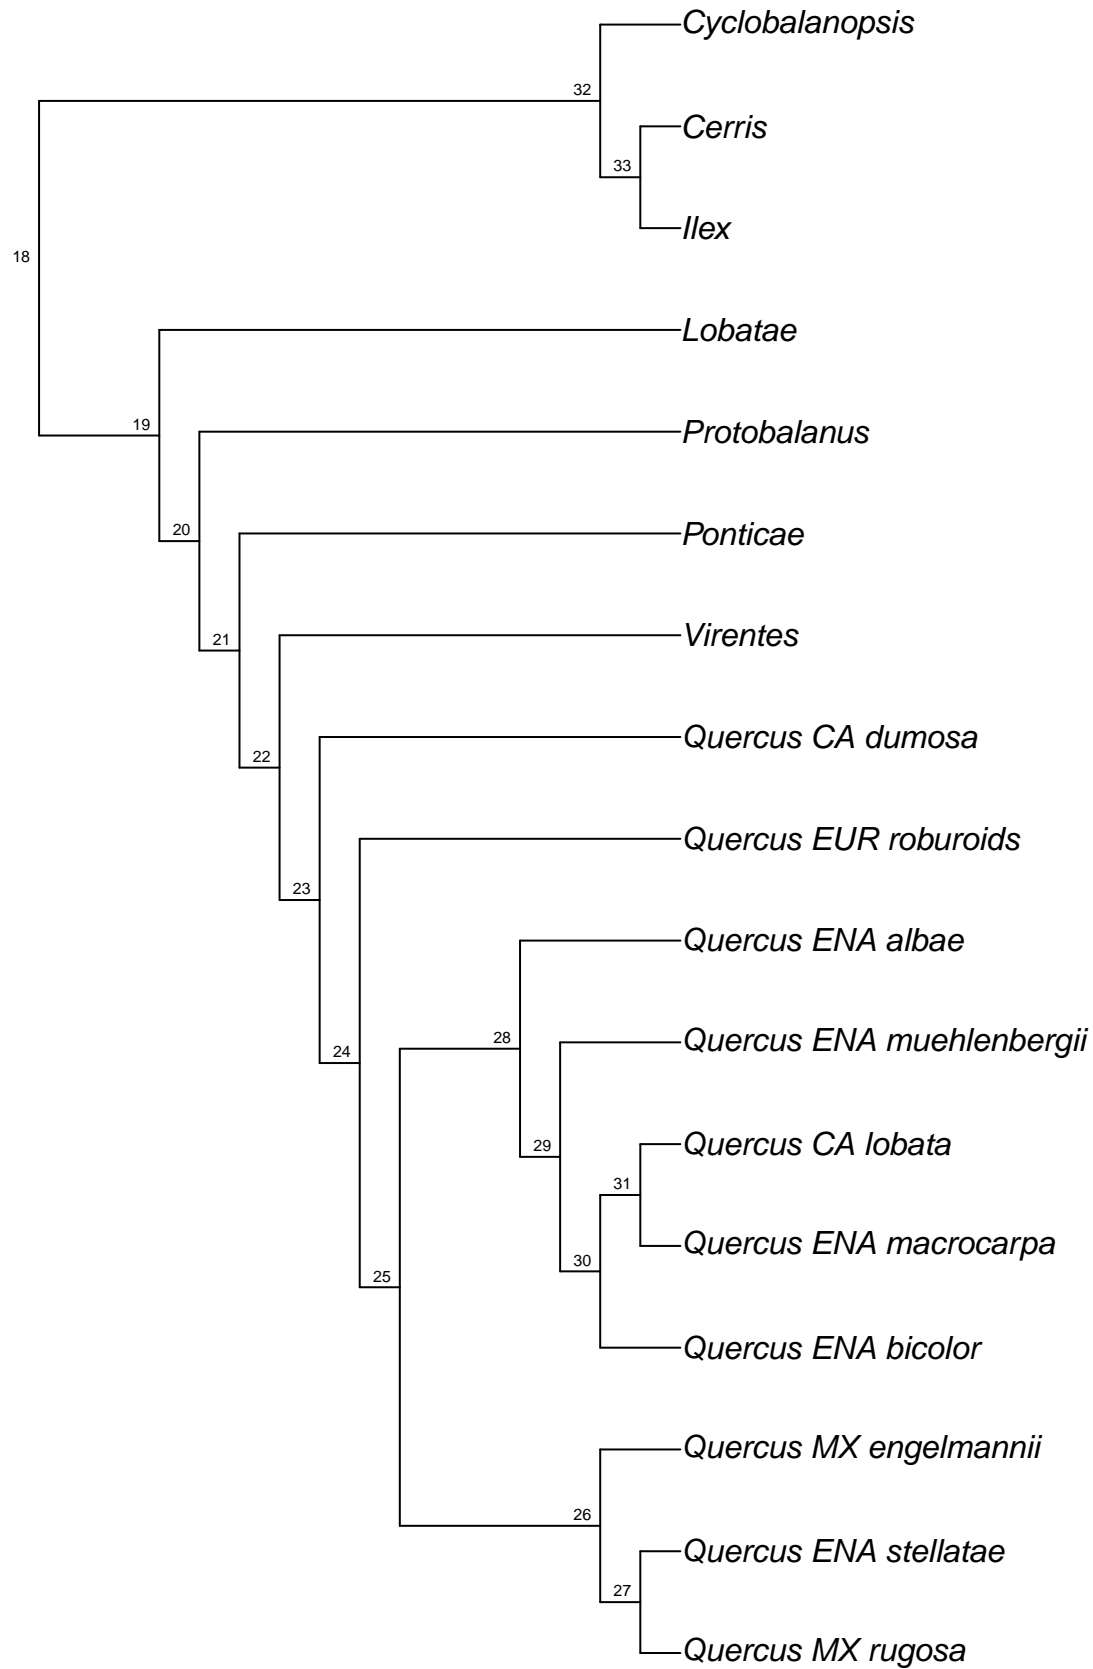 Cyclobalanopsis
32
Cerris
33
Ilex
18
Lobatae
19
Protobalanus
20
Ponticae
21
Virentes
22
Quercus CA dumosa
Quercus EUR roburoids
23
Quercus ENA albae
28
Quercus ENA muehlenbergii
24
29
Quercus CA lobata
31
Quercus ENA macrocarpa
30
25
Quercus ENA bicolor
Quercus MX engelmannii
26
Quercus ENA stellatae
27
Quercus MX rugosa